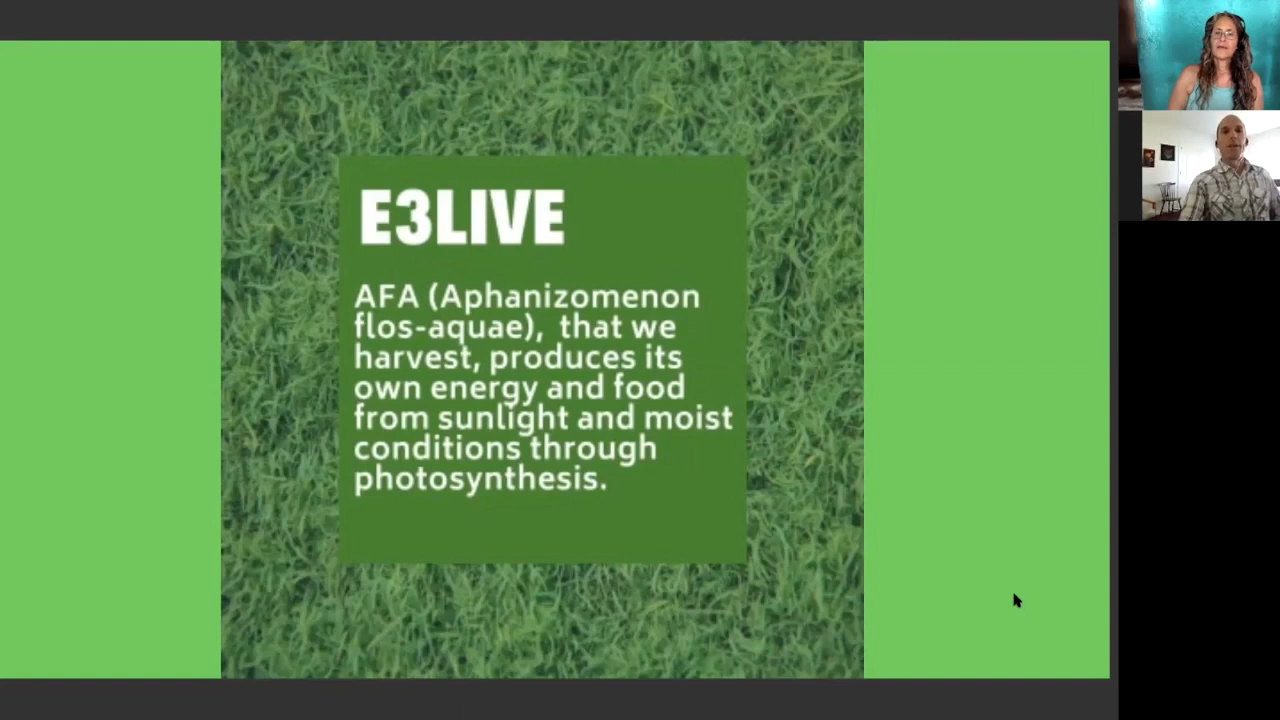 E3LIVE
AFA (Aphanizomenon
flos-aquae),  that we
harvest, produces its
own energy and food
from sunlight and moist
conditions through
photosynthesis.